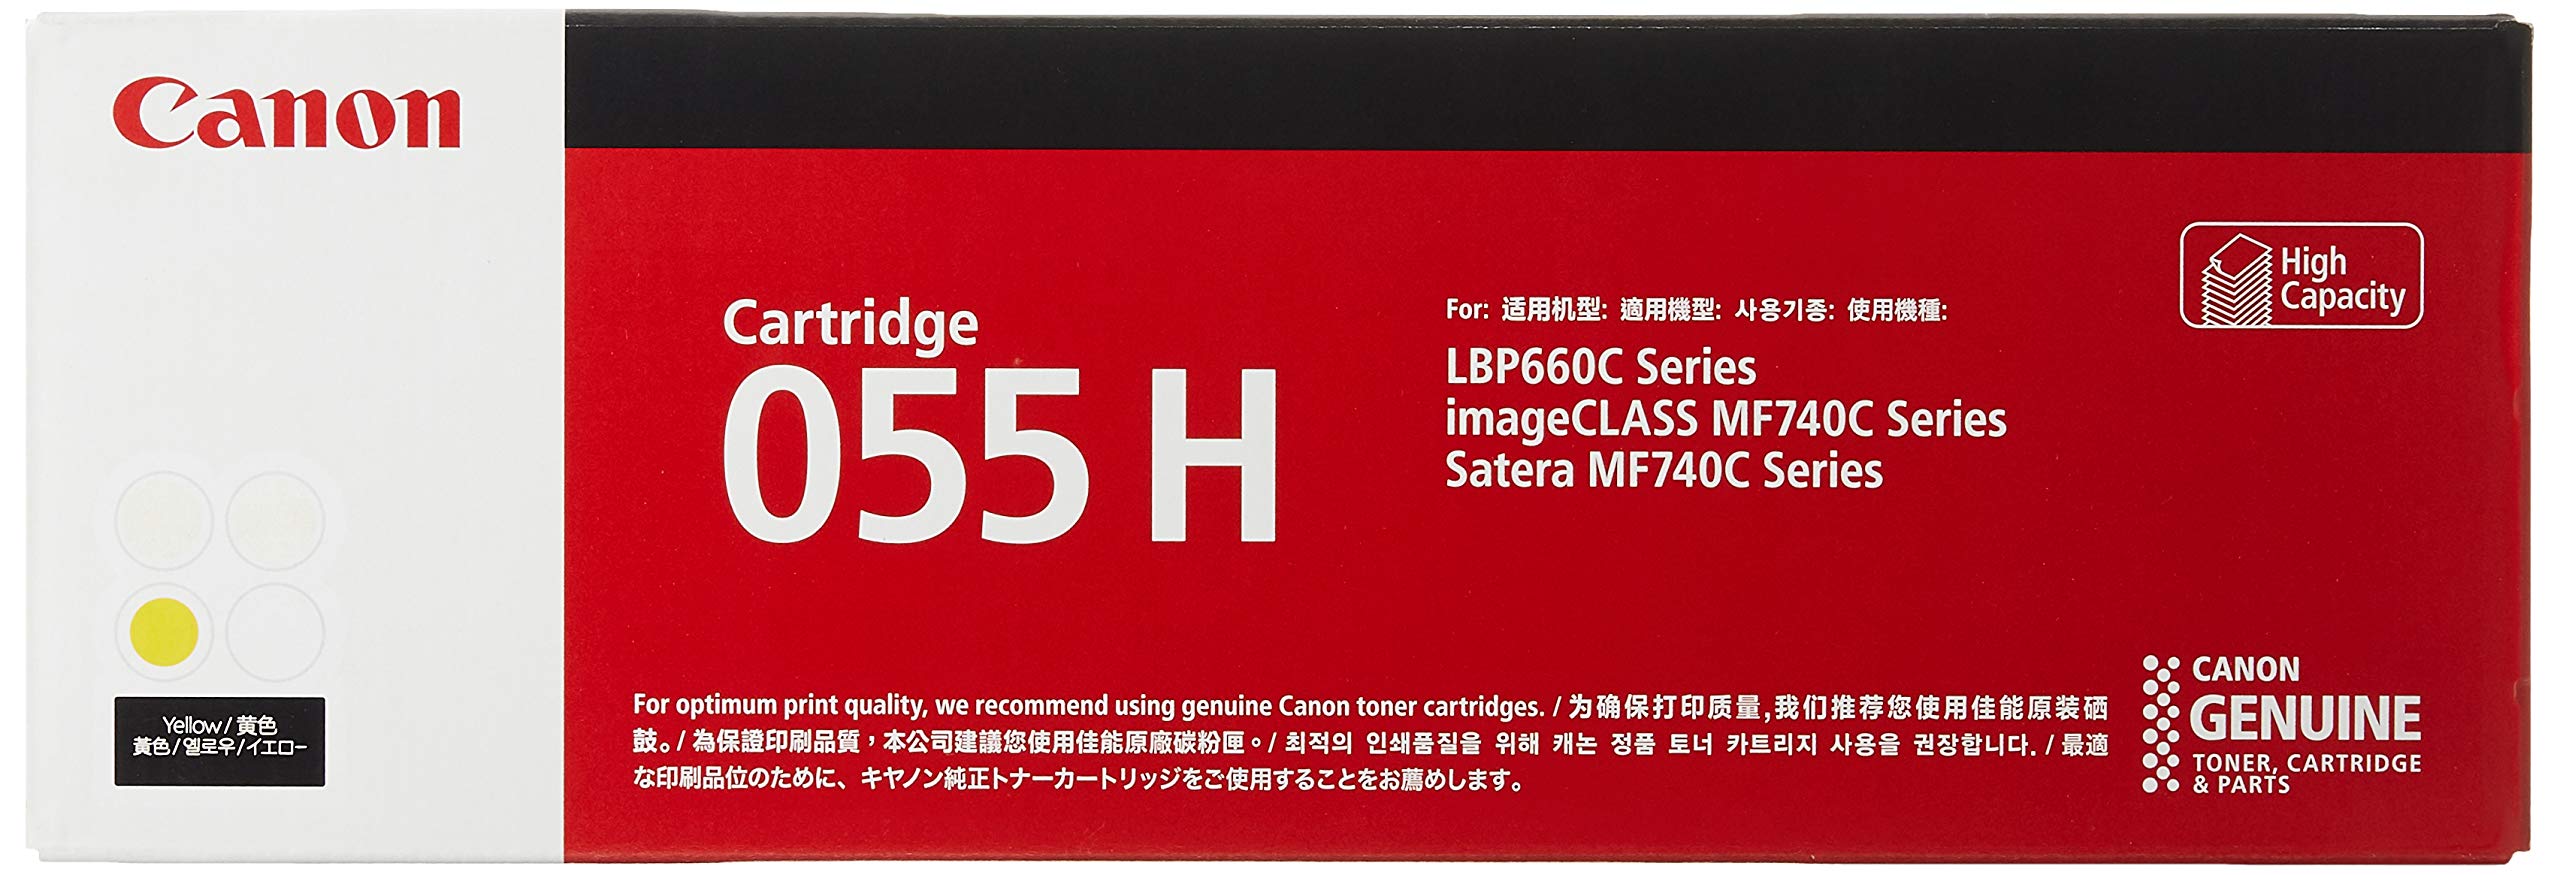 Canon
Cartridge
055 H
For: 适用机型: 適用機型: 사용기종: 使用機種:
LBP660C Series
imageCLASS MF740C Series
Satera MF740C Series
High
Capacity
Yellow/黄色
黃色/옐로우/イエロー
For optimum print quality, we recommend using genuine Canon toner cartridges. / 为确保打印质量,我们推荐您使用佳能原装硒
鼓。/ 為保證印刷品質，本公司建議您使用佳能原廠碳粉匣。/ 최적의 인쇄품질을 위해 캐논 정품 토너 카트리지 사용을 권장합니다. / 最適
な印刷品位のために、キヤノン純正トナーカートリッジをご使用することをお薦めします。
CANON
GENUINE
TONER, CARTRIDGE
& PARTS